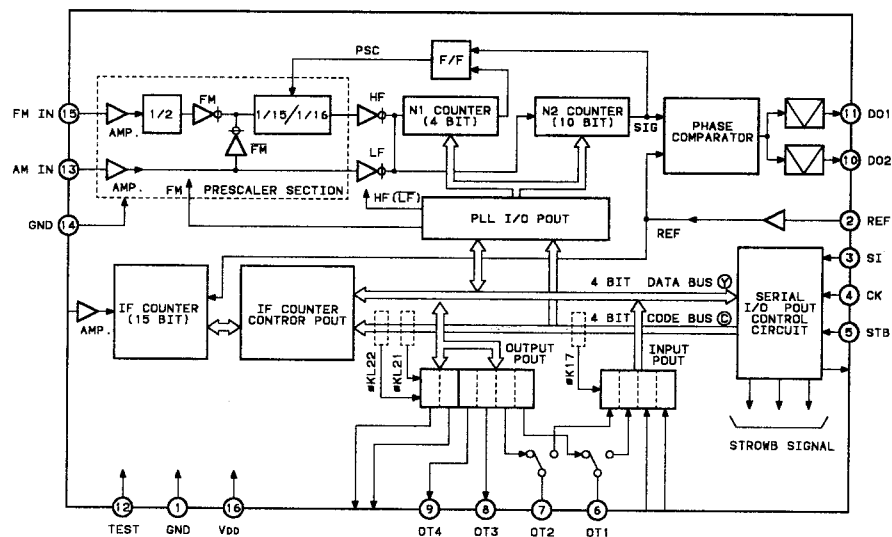 PSC
F/F
FM IN
15
AMP.
1/2
FM
1/15/1/16
HF
N1 COUNTER
(4 BIT)
N2 COUNTER
(10 BIT)
SIG
PHASE
COMPARATOR
11
DO1
10
DO2
FM
LF
AM IN
13
AMP.
FM
PRESCALER SECTION
HF(LF)
GND
14
PLL I/O POUT
REF
2
REF
IF COUNTER
(15 BIT)
AMP.
IF COUNTER
CONTROR POUT
4 BIT DATA BUS Y
4 BIT CODE BUS C
SERIAL
I/O POUT
CONTROL
CIRCUIT
3
SI
4
CK
5
STB
#KL22
#KL21
OUTPUT
POUT
#K17
INPUT
POUT
STROWB SIGNAL
12
1
16
9
8
7
6
TEST
GND
VDD
OT4
OT3
OT2
OT1